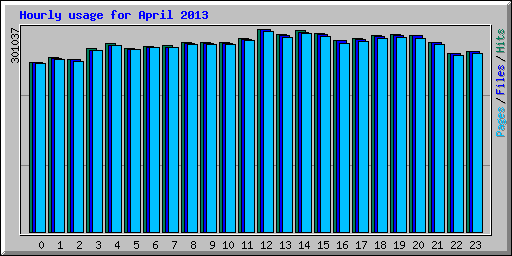 Hourly usage for April 2013
301037
Pages / Files / Hits
0 1 2 3 4 5 6 7 8 9 10 11 12 13 14 15 16 17 18 19 20 21 22 23